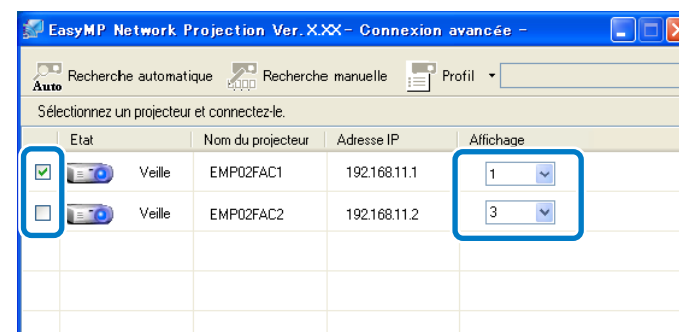 EasyMP Network Projection Ver.X.XX - Connexion avancée -
Auto Recherche automatique Recherche manuelle Profil
Sélectionnez un projecteur et connectez-le.
Etat Nom du projecteur Adresse IP Affichage
Veille EMP02FAC1 192.168.11.1 1
Veille EMP02FAC2 192.168.11.2 3